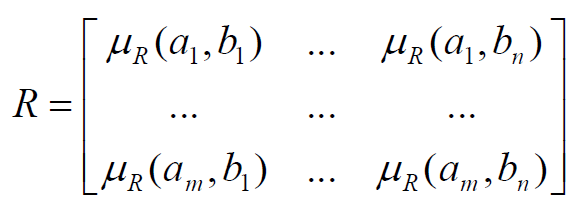 μ_R(a_1,b_1) ... μ_R(a_1,b_n)
R = ... ... ...
μ_R(a_m,b_1) ... μ_R(a_m,b_n)